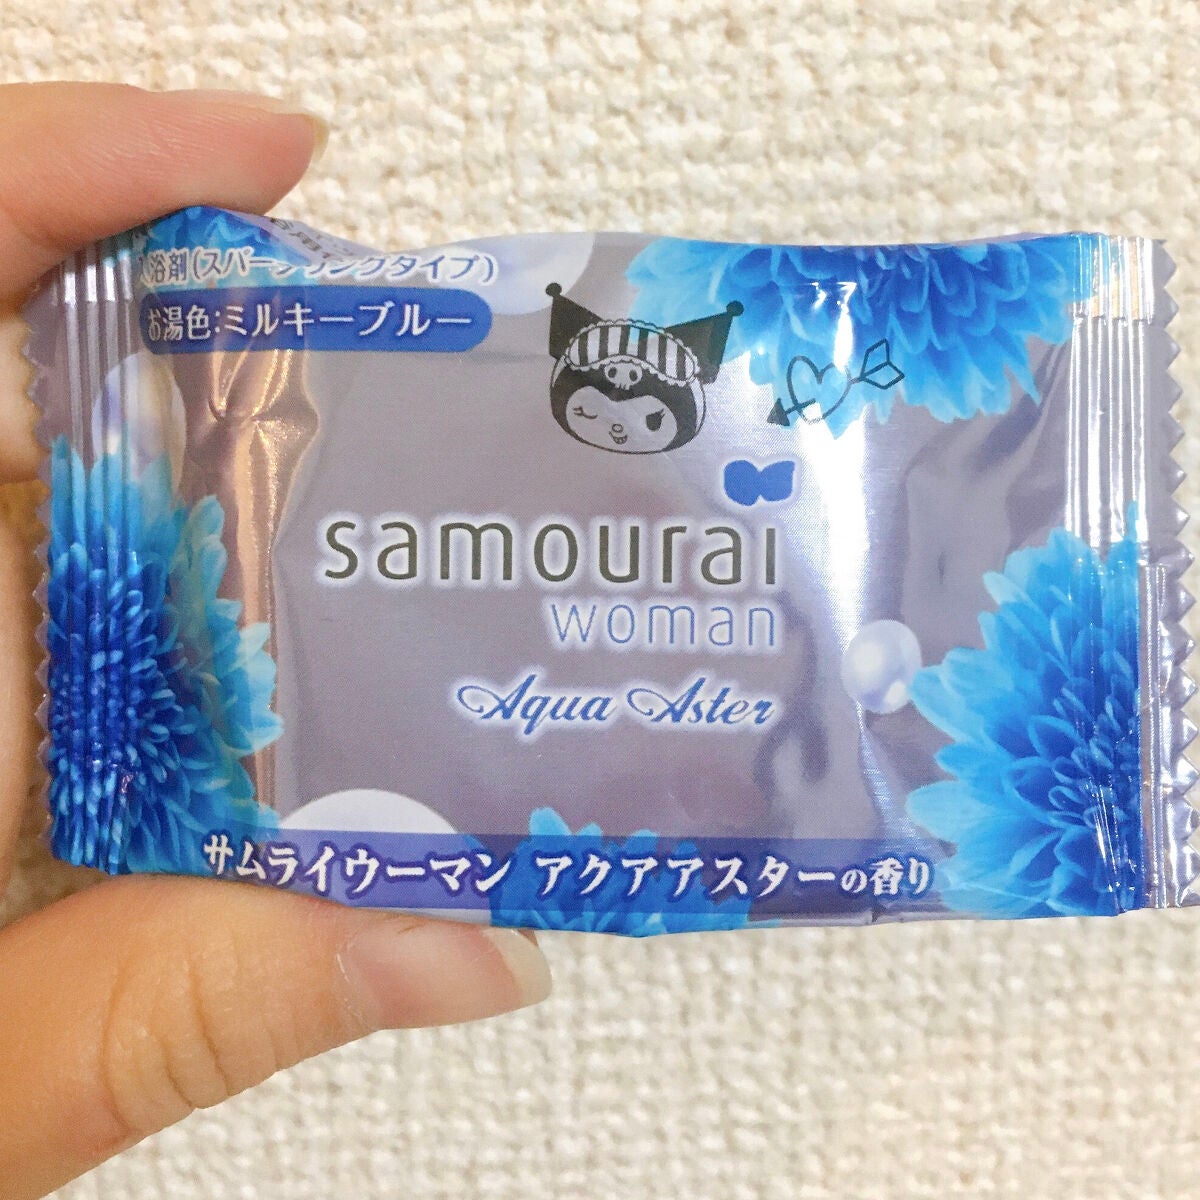 入浴剤(スパークリングタイプ)
お湯色:ミルキーブルー
samourai
woman
Aqua Aster
サムライウーマン アクアアスターの香り